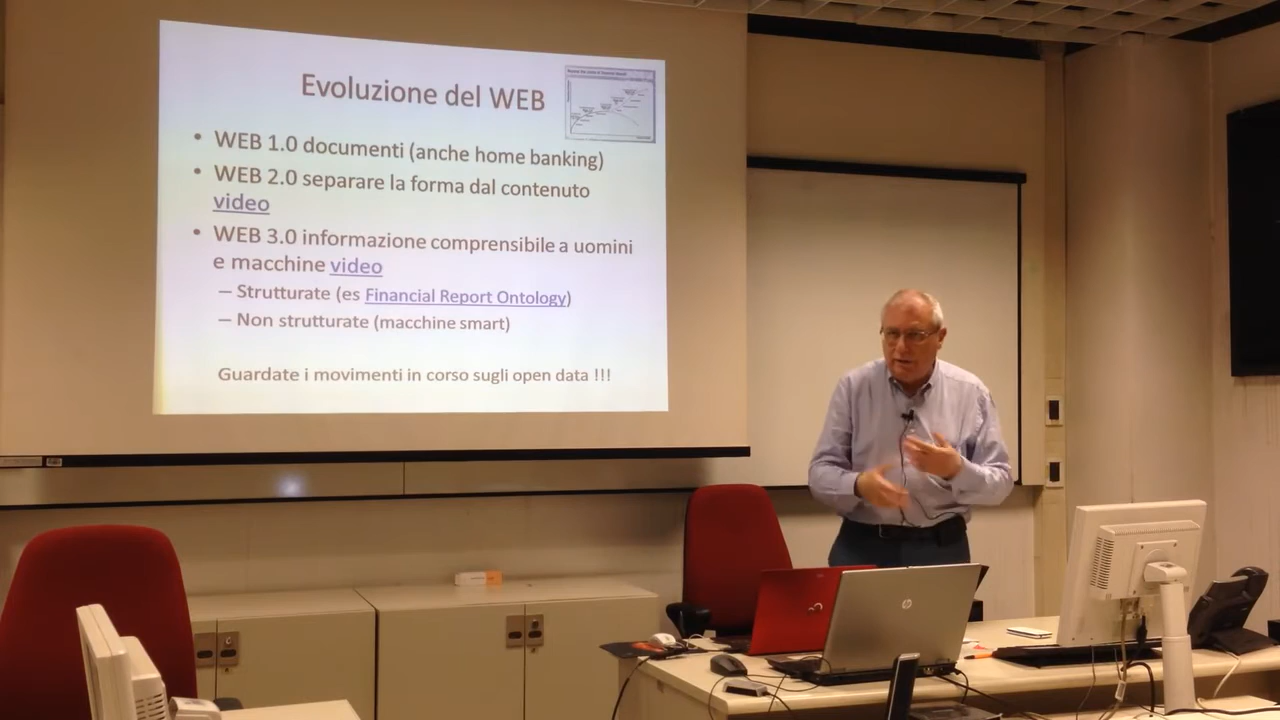 Evoluzione del WEB
• WEB 1.0 documenti (anche home banking)
• WEB 2.0 separare la forma dal contenuto
video
• WEB 3.0 informazione comprensibile a uomini
e macchine video
– Strutturate (es Financial Report Ontology)
– Non strutturate (macchine smart)
Guardate i movimenti in corso sugli open data !!!
hp